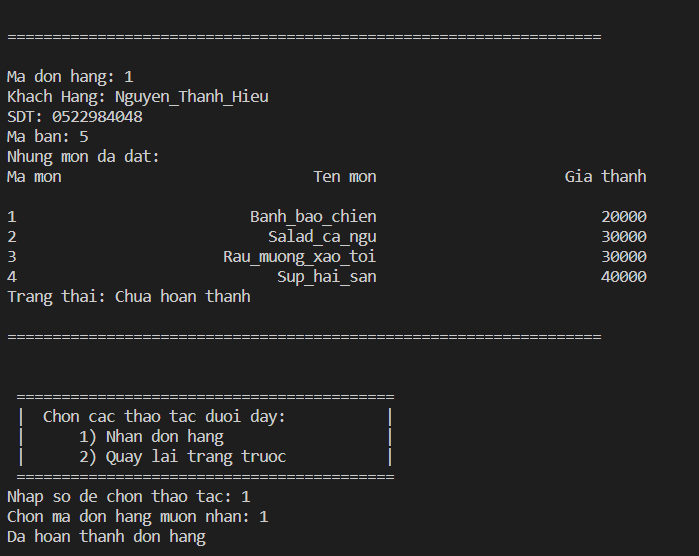 ==================================================================
Ma don hang: 1
Khach Hang: Nguyen_Thanh_Hieu
SDT: 0522984048
Ma ban: 5
Nhung mon da dat:
Ma mon                            Ten mon                     Gia thanh
1                          Banh_bao_chien                         20000
2                            Salad_ca_ngu                         30000
3                       Rau_muong_xao_toi                         30000
4                             Sup_hai_san                         40000
Trang thai: Chua hoan thanh
==================================================================
 ==========================================
 |  Chon cac thao tac duoi day:           |
 |      1) Nhan don hang                  |
 |      2) Quay lai trang truoc           |
 ==========================================
Nhap so de chon thao tac: 1
Chon ma don hang muon nhan: 1
Da hoan thanh don hang